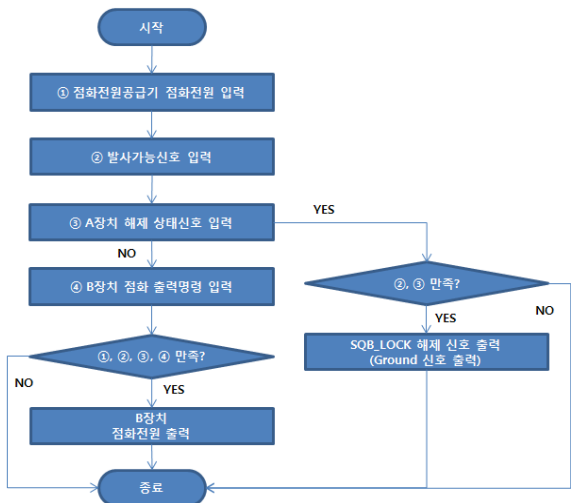 시작
① 점화전원공급기 점화전원 입력
② 발사가능신호 입력
③ A장치 해제 상태신호 입력
YES
NO
④ B장치 점화 출력명령 입력
②, ③ 만족?
YES
NO
SQB_LOCK 해제 신호 출력
(Ground 신호 출력)
①, ②, ③, ④ 만족?
NO
YES
B장치
점화전원 출력
종료